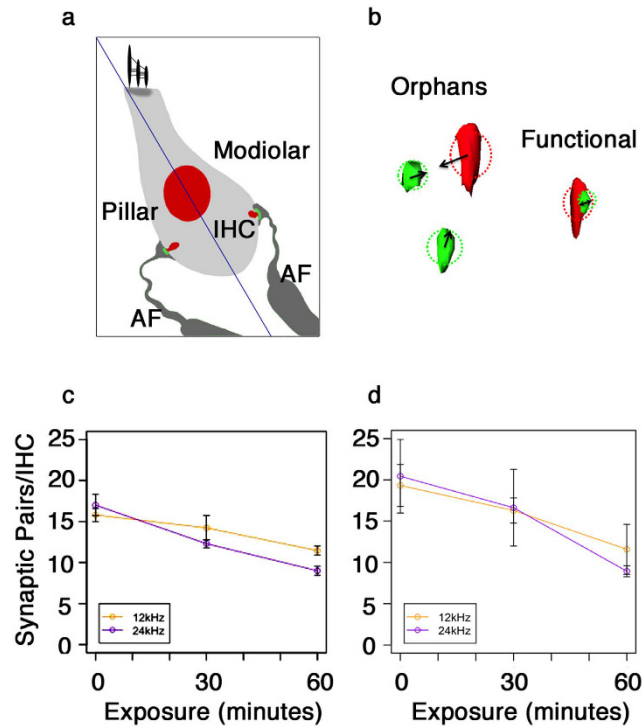 a
Modiolar
Pillar
IHC
AF
AF
b
Orphans
Functional
c
Synaptic Pairs/IHC
25
20
15
10
5
0
12kHz
24kHz
0 30 60
Exposure (minutes)
d
25
20
15
10
5
0
12kHz
24kHz
0 30 60
Exposure (minutes)